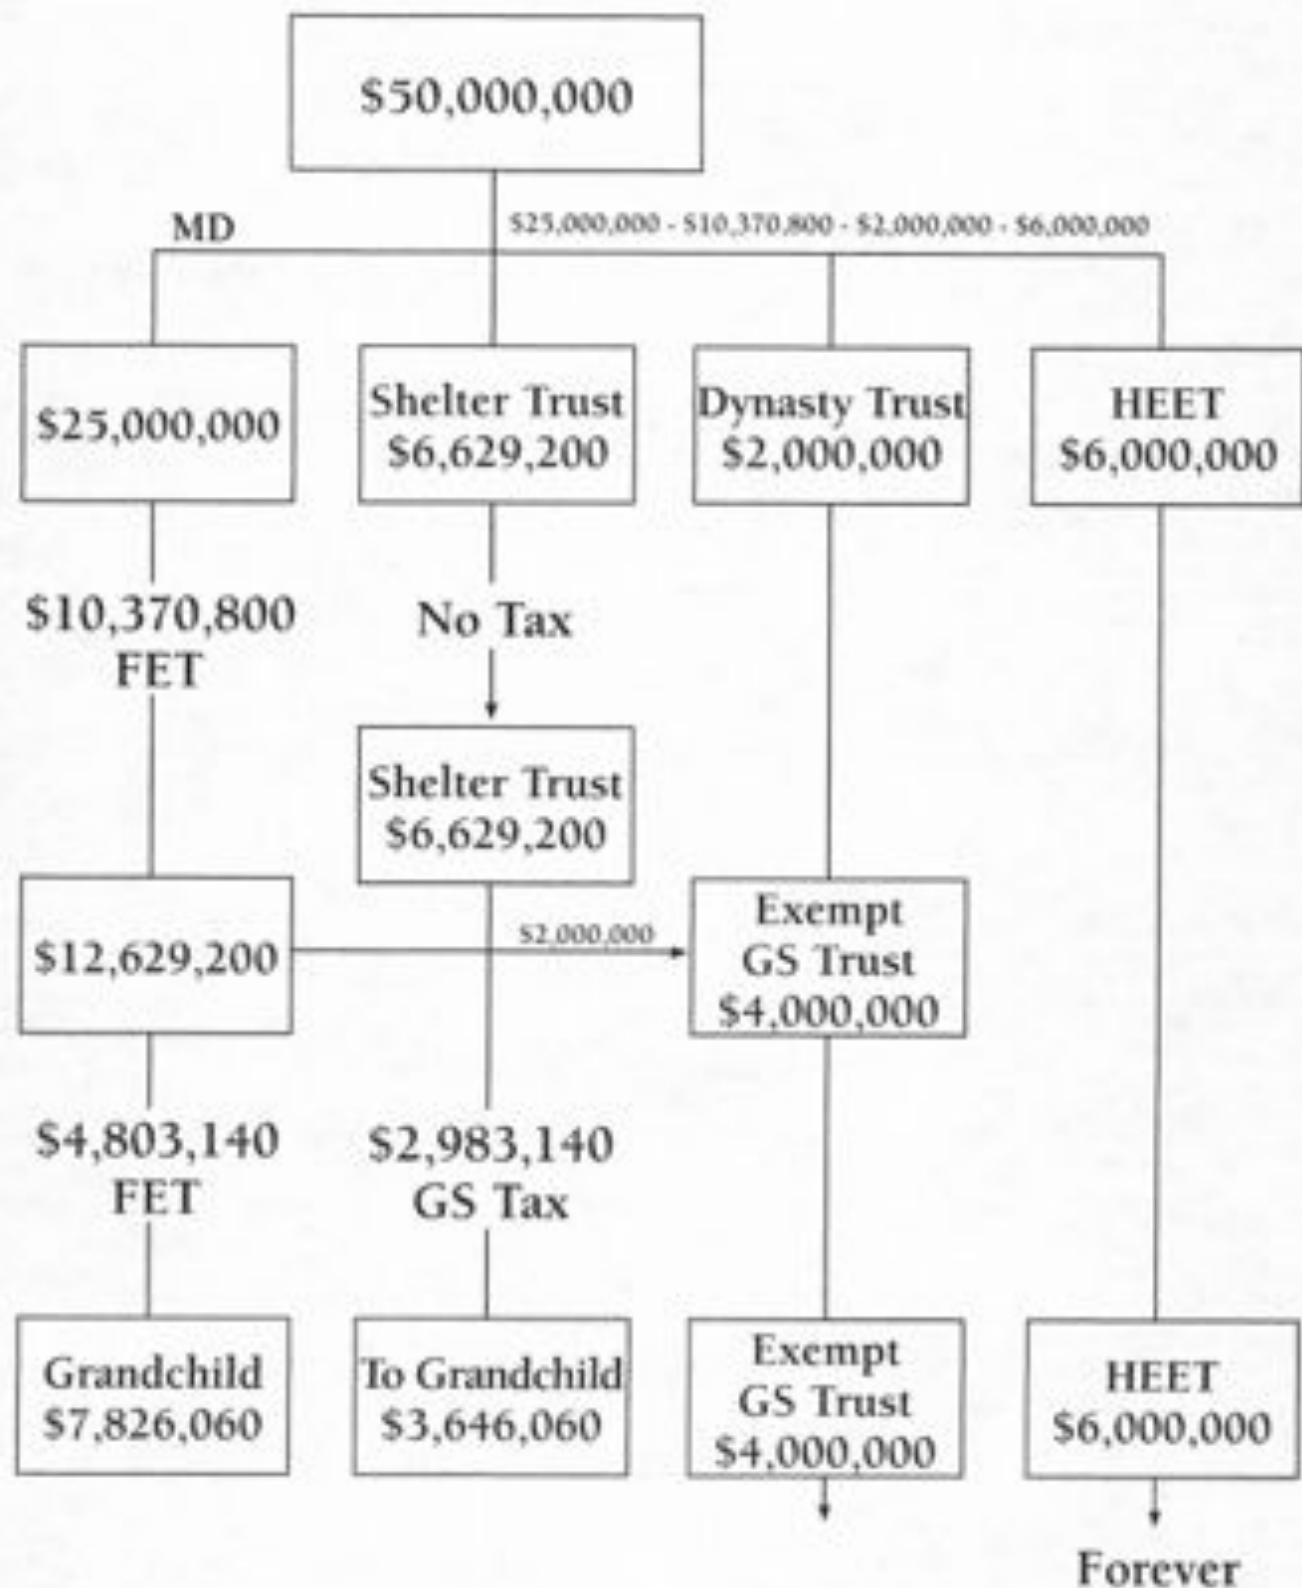 $50,000,000
MD
$25,000,000 - $10,370,800 - $2,000,000 - $6,000,000
$25,000,000
Shelter Trust
$6,629,200
Dynasty Trust
$2,000,000
HEET
$6,000,000
$10,370,800
FET
No Tax
Shelter Trust
$6,629,200
$12,629,200
$2,000,000
Exempt
GS Trust
$4,000,000
$4,803,140
FET
$2,983,140
GS Tax
Grandchild
$7,826,060
To Grandchild
$3,646,060
Exempt
GS Trust
$4,000,000
HEET
$6,000,000
Forever